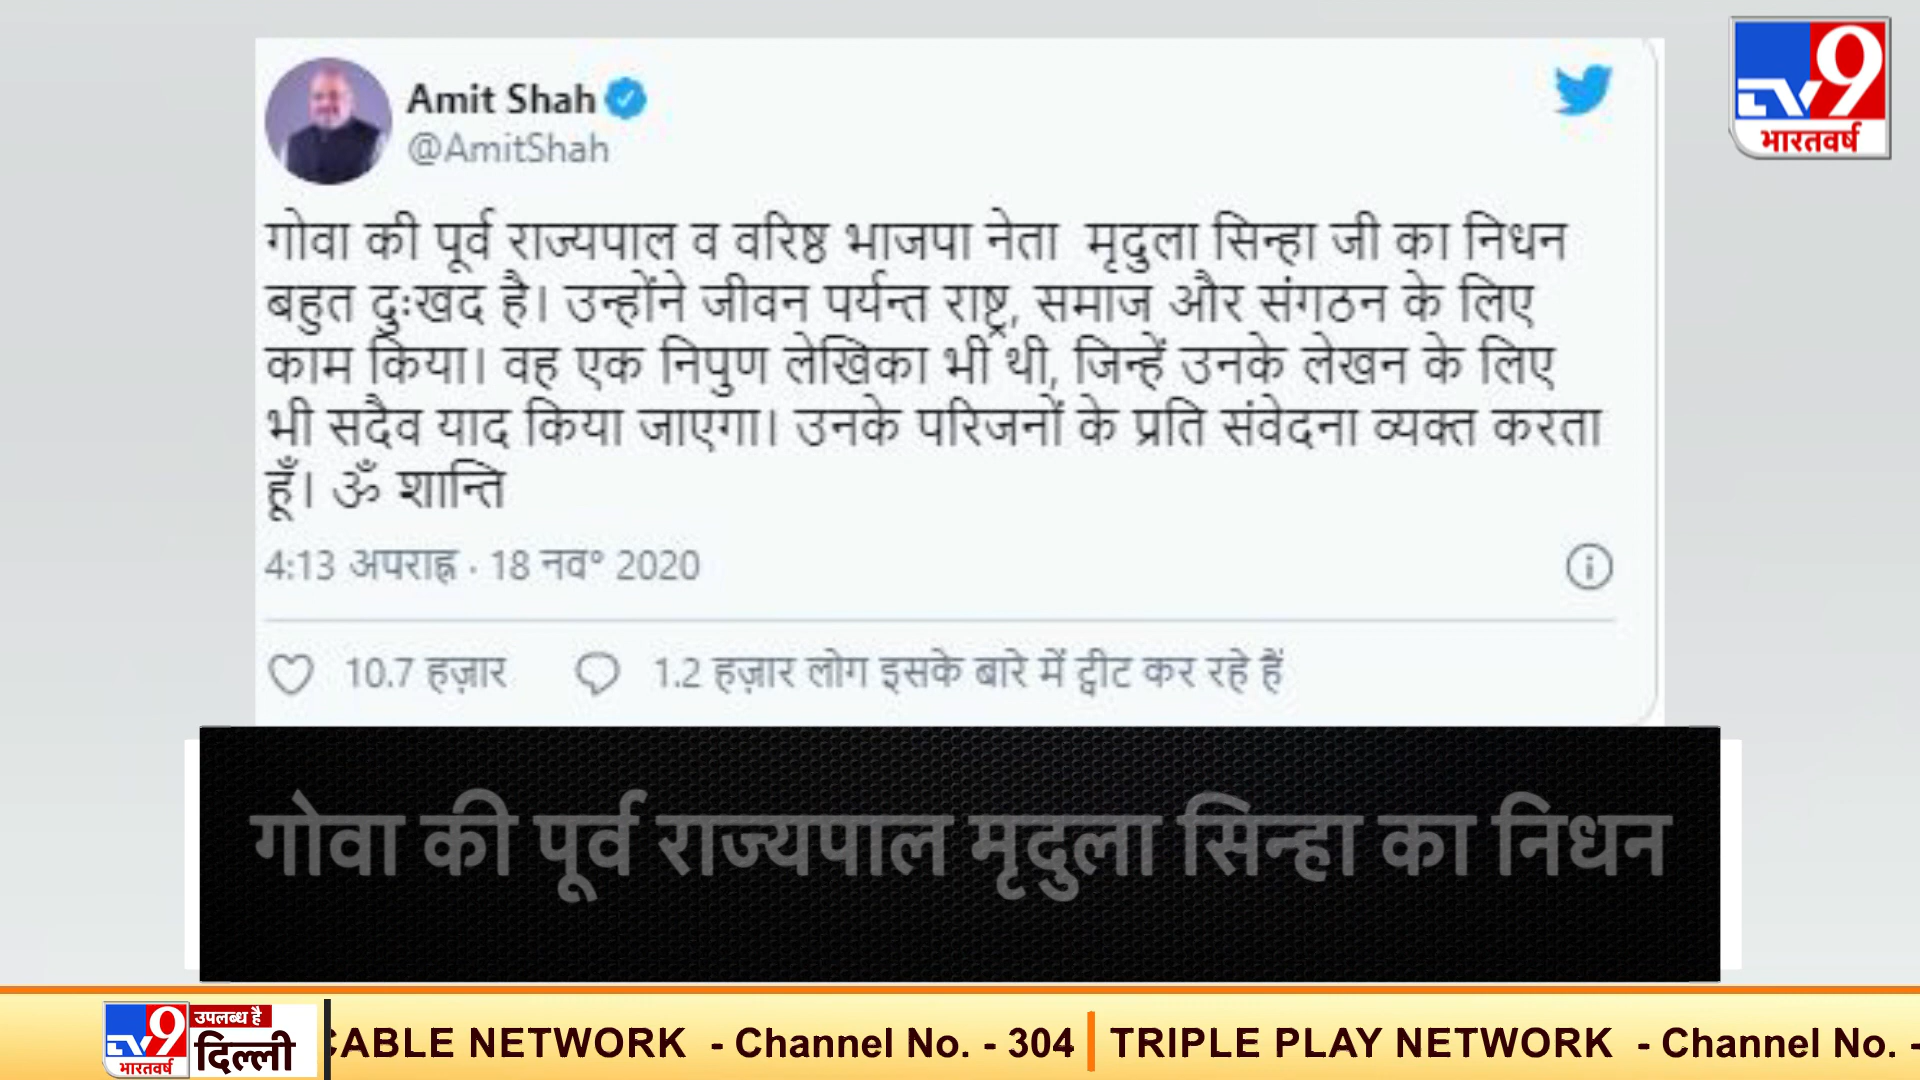 Amit Shah
@AmitShah
TV9
भारतवर्ष
गोवा की पूर्व राज्यपाल व वरिष्ठ भाजपा नेता मृदुला सिन्हा जी का निधन
बहुत दुःखद है। उन्होंने जीवन पर्यन्त राष्ट्र, समाज और संगठन के लिए
काम किया। वह एक निपुण लेखिका भी थी, जिन्हें उनके लेखन के लिए
भी सदैव याद किया जाएगा। उनके परिजनों के प्रति संवेदना व्यक्त करता
हूँ। ॐ शान्ति
4:13 अपराह्न · 18 नव॰ 2020
10.7 हज़ार 1.2 हज़ार लोग इसके बारे में ट्वीट कर रहे हैं
गोवा की पूर्व राज्यपाल मृदुला सिन्हा का निधन
TV9
भारतवर्ष
उपलब्ध है
दिल्ली
CABLE NETWORK - Channel No. - 304 TRIPLE PLAY NETWORK - Channel No. -